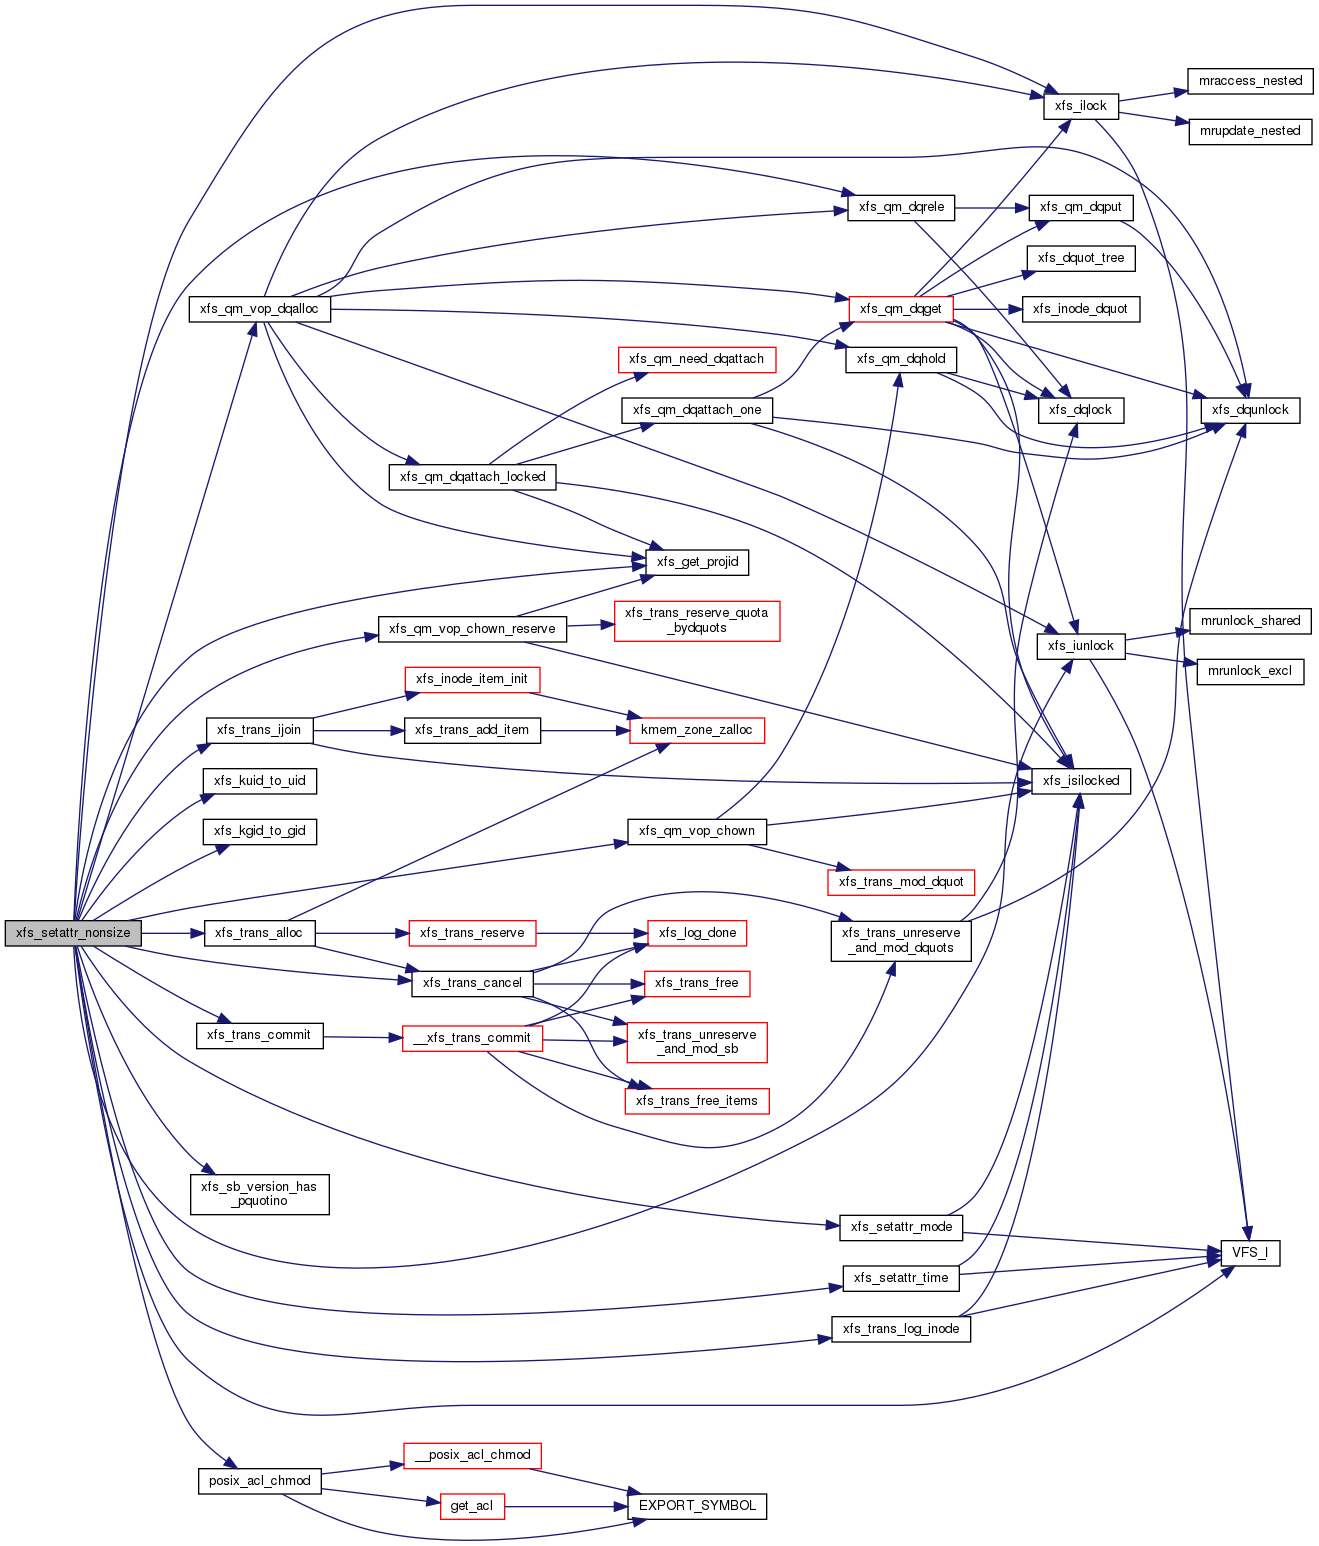 mraccess_nested
xfs_ilock
mrupdate_nested
xfs_qm_dqrele
xfs_qm_dqput
xfs_dquot_tree
xfs_qm_vop_dqalloc
xfs_qm_dqget
xfs_inode_dquot
xfs_qm_need_dqattach
xfs_qm_dqhold
xfs_qm_dqattach_one
xfs_dqlock
xfs_dqunlock
xfs_qm_dqattach_locked
xfs_get_projid
xfs_trans_reserve_quota
_bydquots
xfs_qm_vop_chown_reserve
mrunlock_shared
xfs_iunlock
mrunlock_excl
xfs_inode_item_init
xfs_trans_ijoin
xfs_trans_add_item
kmem_zone_zalloc
xfs_kuid_to_uid
xfs_isilocked
xfs_kgid_to_gid
xfs_qm_vop_chown
xfs_trans_mod_dquot
xfs_setattr_nonsize
xfs_trans_alloc
xfs_trans_reserve
xfs_log_done
xfs_trans_unreserve
_and_mod_dquots
xfs_trans_cancel
xfs_trans_free
xfs_trans_commit
__xfs_trans_commit
xfs_trans_unreserve
_and_mod_sb
xfs_trans_free_items
xfs_sb_version_has
_pquotino
xfs_setattr_mode
VFS_I
xfs_setattr_time
xfs_trans_log_inode
__posix_acl_chmod
posix_acl_chmod
get_acl
EXPORT_SYMBOL